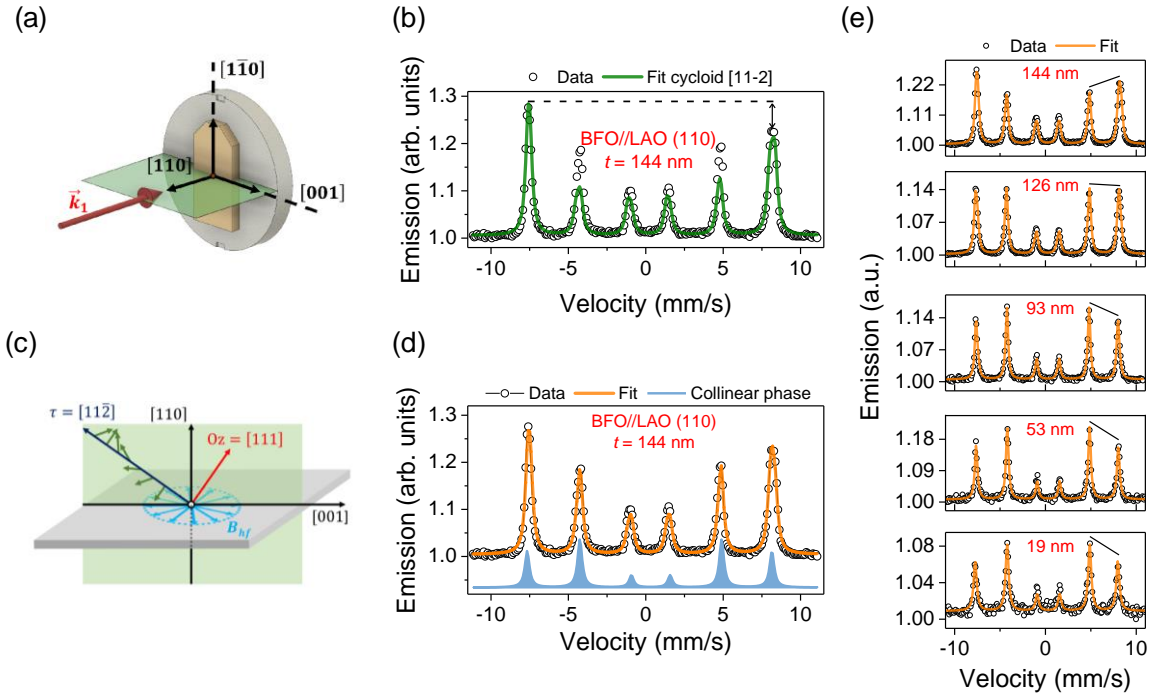 (a)
[11̅0]
[110]
[001]
k⃗₁
(b)
Data Fit cycloid [11-2]
1.3
1.2
1.1
1.0
BFO//LAO (110)
t = 144 nm
-10 -5 0 5 10
Emission (arb. units)
Velocity (mm/s)
(c)
τ = [112̅]
[110]
Oz = [111]
[001]
B_hf
(d)
Data Fit Collinear phase
1.3
1.2
1.1
1.0
BFO//LAO (110)
t = 144 nm
-10 -5 0 5 10
Emission (arb. units)
Velocity (mm/s)
(e)
Data Fit
144 nm
1.22
1.11
1.00
126 nm
1.14
1.07
1.00
93 nm
1.14
1.07
1.00
53 nm
1.18
1.09
1.00
19 nm
1.08
1.04
1.00
-10 0 10
Emission (a.u.)
Velocity (mm/s)